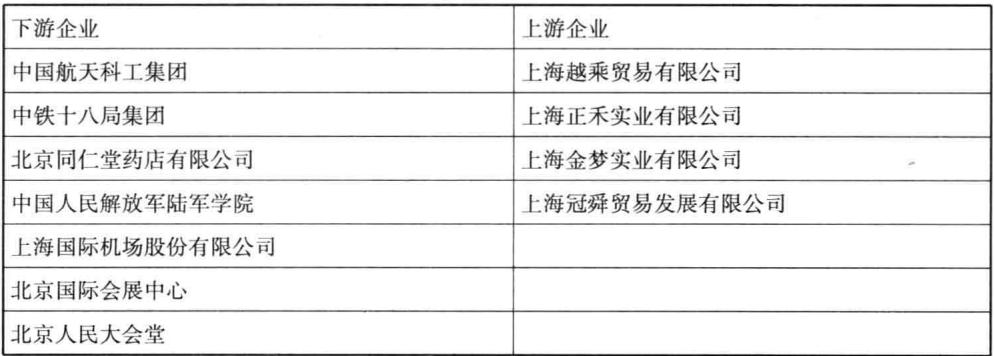 下游企业 上游企业
中国航天科工集团 上海越乘贸易有限公司
中铁十八局集团 上海正禾实业有限公司
北京同仁堂药店有限公司 上海金梦实业有限公司
中国人民解放军陆军学院 上海冠舜贸易发展有限公司
上海国际机场股份有限公司
北京国际会展中心
北京人民大会堂